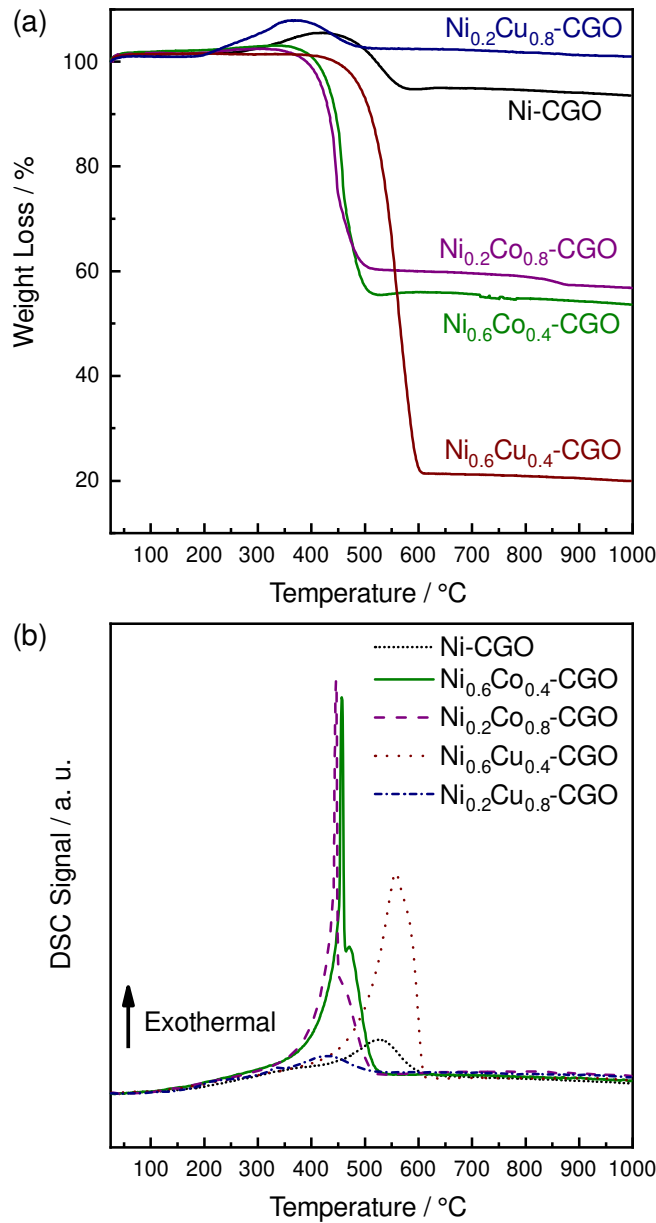 (a)
Weight Loss / %
100
80
60
40
20
Ni0.2Cu0.8-CGO
Ni-CGO
Ni0.2Co0.8-CGO
Ni0.6Co0.4-CGO
Ni0.6Cu0.4-CGO
100 200 300 400 500 600 700 800 900 1000
Temperature / °C
(b)
DSC Signal / a. u.
Ni-CGO
Ni0.6Co0.4-CGO
Ni0.2Co0.8-CGO
Ni0.6Cu0.4-CGO
Ni0.2Cu0.8-CGO
Exothermal
100 200 300 400 500 600 700 800 900 1000
Temperature / °C